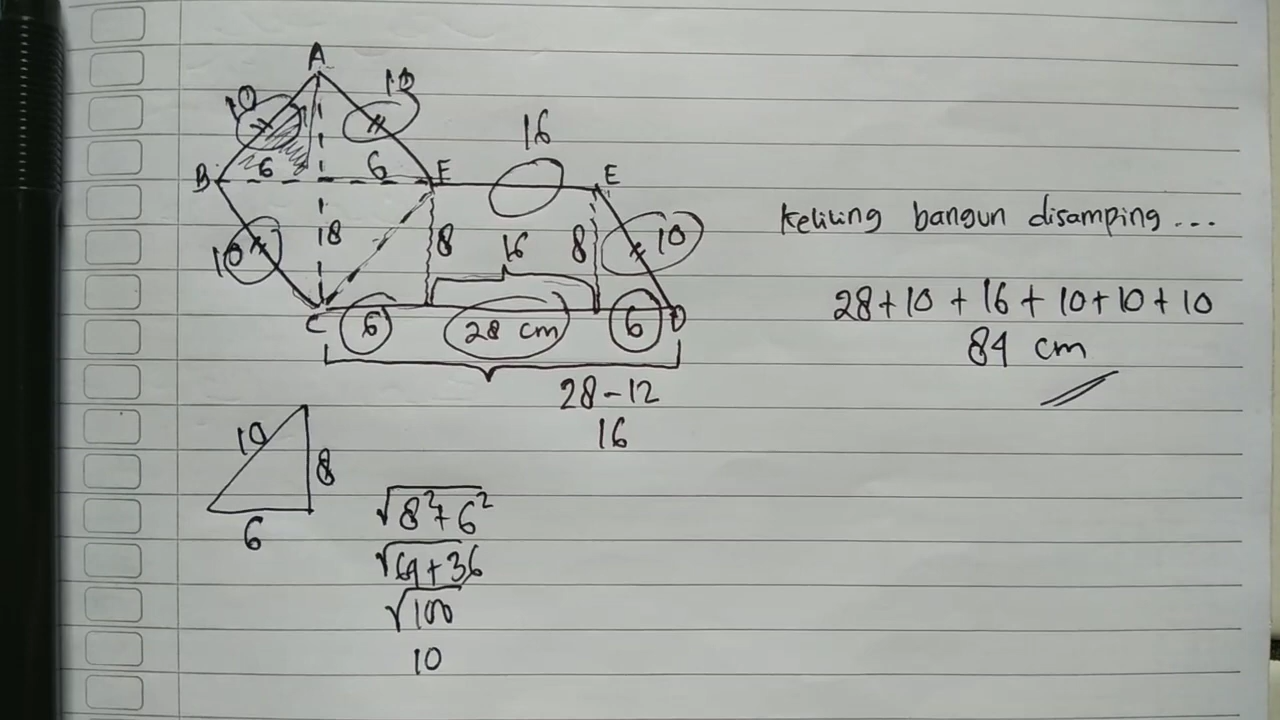 A
10 10
16
B 6 6 F E
Keliling bangun disamping ...
10 18 8 16 8 10
28 + 10 + 16 + 10 + 10 + 10
C 6 28 cm 6 D
84 cm
28 - 12
16
10 8
6
√8²+6²
√64+36
√100
10